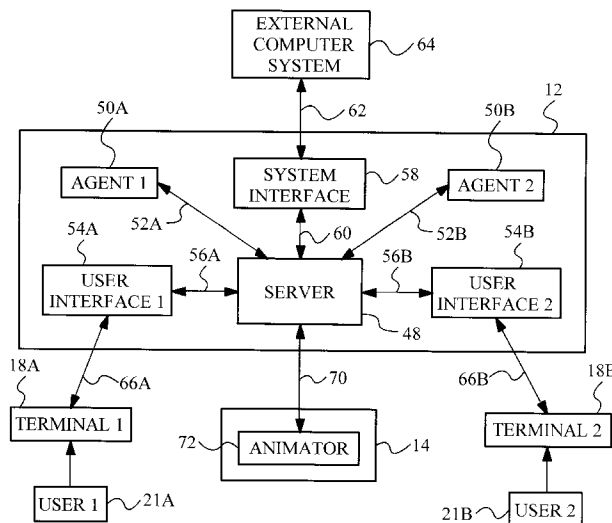 EXTERNAL
COMPUTER
SYSTEM
64
62
12
50A
50B
AGENT 1
SYSTEM
INTERFACE
58
AGENT 2
52A
60
52B
54A
54B
56A
56B
USER
INTERFACE 1
SERVER
USER
INTERFACE 2
48
18A
66A
70
66B
18B
TERMINAL 1
72
ANIMATOR
14
TERMINAL 2
USER 1
21A
21B
USER 2